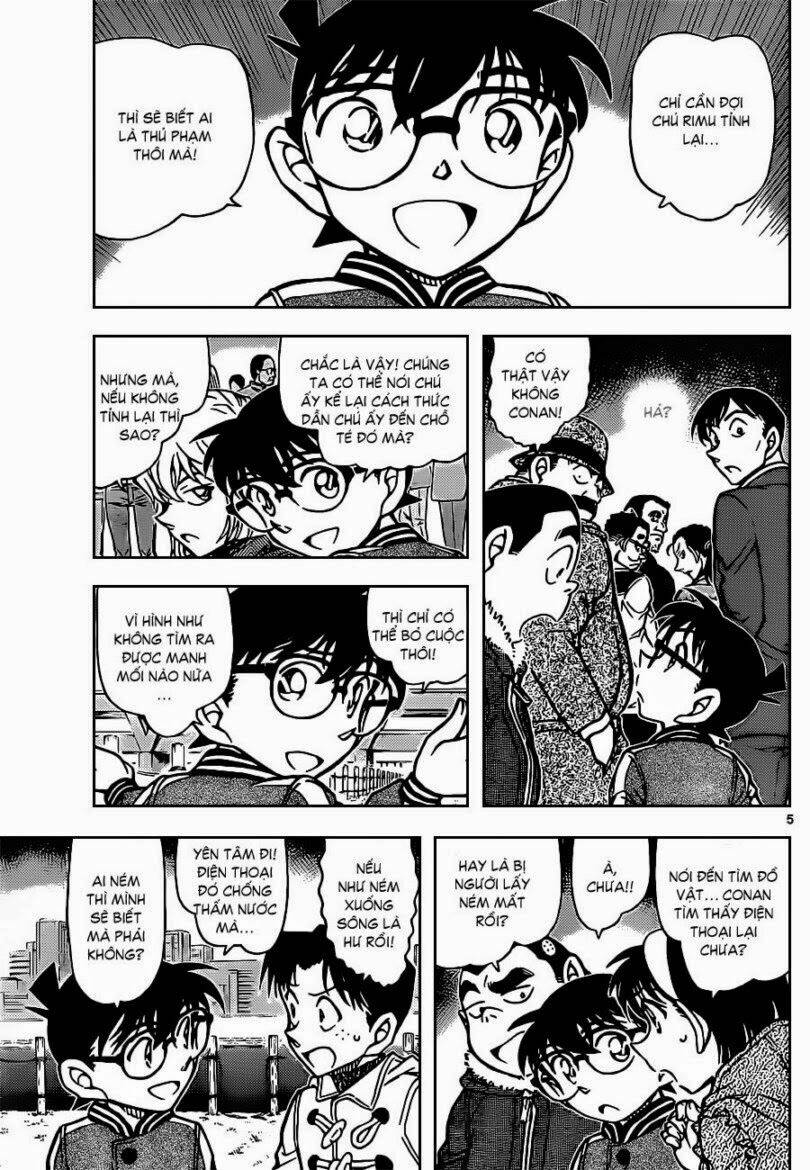 CHỈ CẦN ĐỢI
CHÚ RIMU TỈNH
LẠI...
THÌ SẼ BIẾT AI
LÀ THỦ PHẠM
THÔI MÀ!
CÓ
THẬT VẬY
KHÔNG
CONAN!
HẢ?
CHẮC LÀ VẬY! CHÚNG
TA CÓ THỂ NÓI CHÚ
ẤY KỂ LẠI CÁCH THỨC
DẪN CHÚ ẤY ĐẾN CHỖ
TÉ ĐÓ MÀ?
NHƯNG MÀ,
NẾU KHÔNG
TỈNH LẠI THÌ
SAO?
THÌ CHỈ CÓ
THỂ BỎ CUỘC
THÔI!
VÌ HÌNH NHƯ
KHÔNG TÌM RA
ĐƯỢC MANH
MỐI NÀO NỮA
...
5
NÓI ĐẾN TÌM ĐỒ
VẬT... CONAN
TÌM THẤY ĐIỆN
THOẠI LẠI
CHƯA?
À,
CHƯA!!
HAY LÀ BỊ
NGƯỜI LẤY
NÉM MẤT
RỒI?
NẾU
NHƯ NÉM
XUỐNG
SÔNG LÀ
HƯ RỒI!
YÊN TÂM ĐI!
ĐIỆN THOẠI
ĐÓ CHỐNG
THẤM NƯỚC
MÀ...
AI NÉM
THÌ MÌNH
SẼ BIẾT
MÀ PHẢI
KHÔNG?